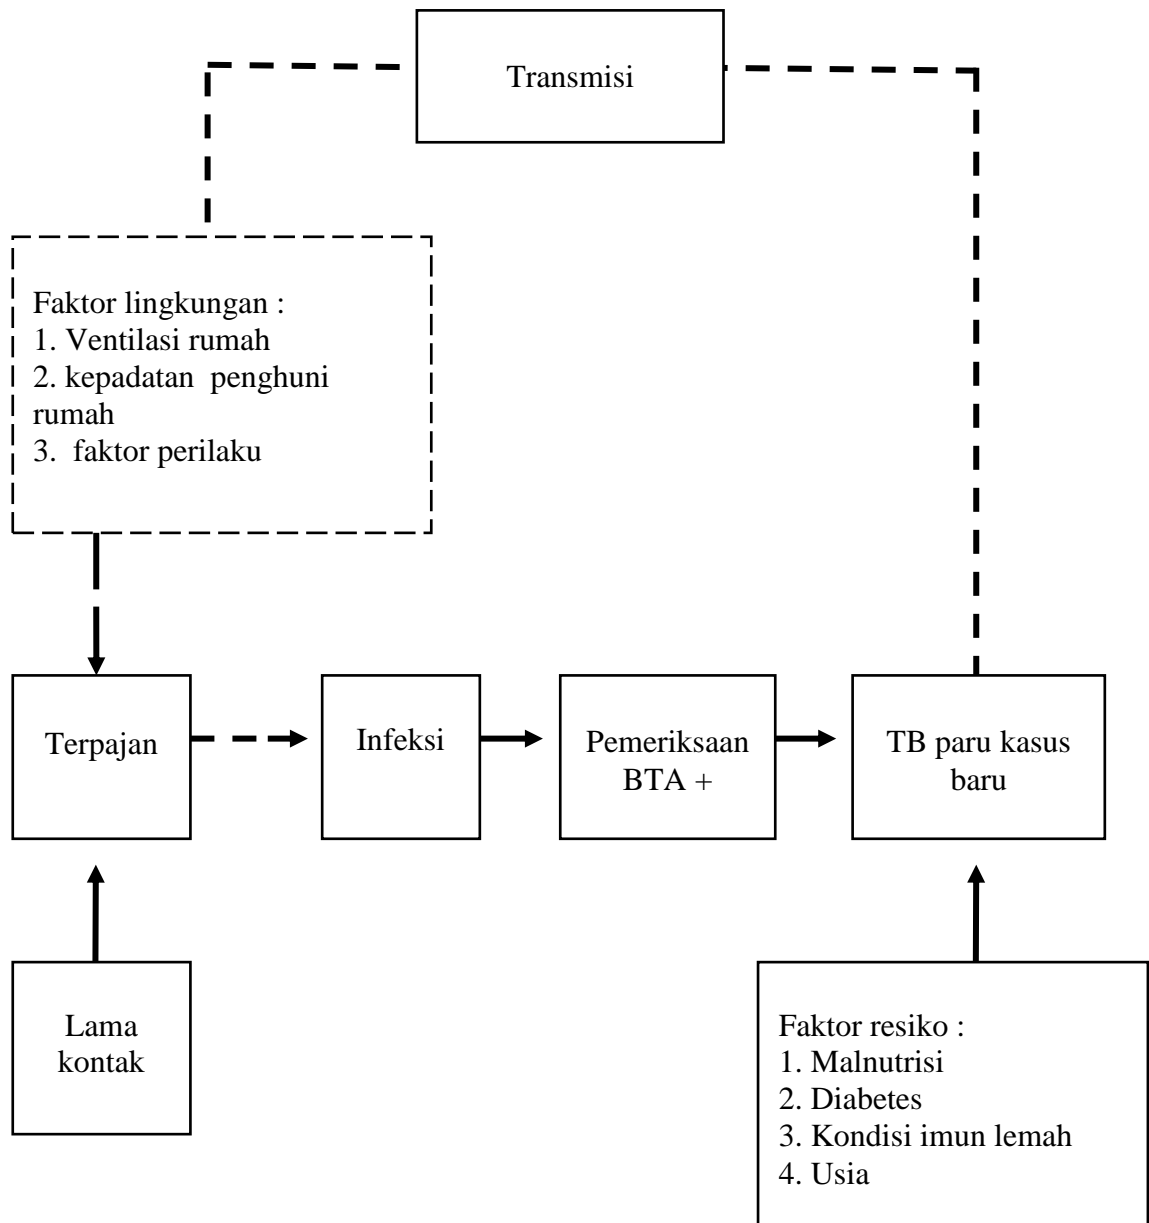 Transmisi
Faktor lingkungan :
1. Ventilasi rumah
2. kepadatan penghuni
rumah
3. faktor perilaku
Terpajan
Infeksi
Pemeriksaan
BTA +
TB paru kasus
baru
Lama
kontak
Faktor resiko :
1. Malnutrisi
2. Diabetes
3. Kondisi imun lemah
4. Usia